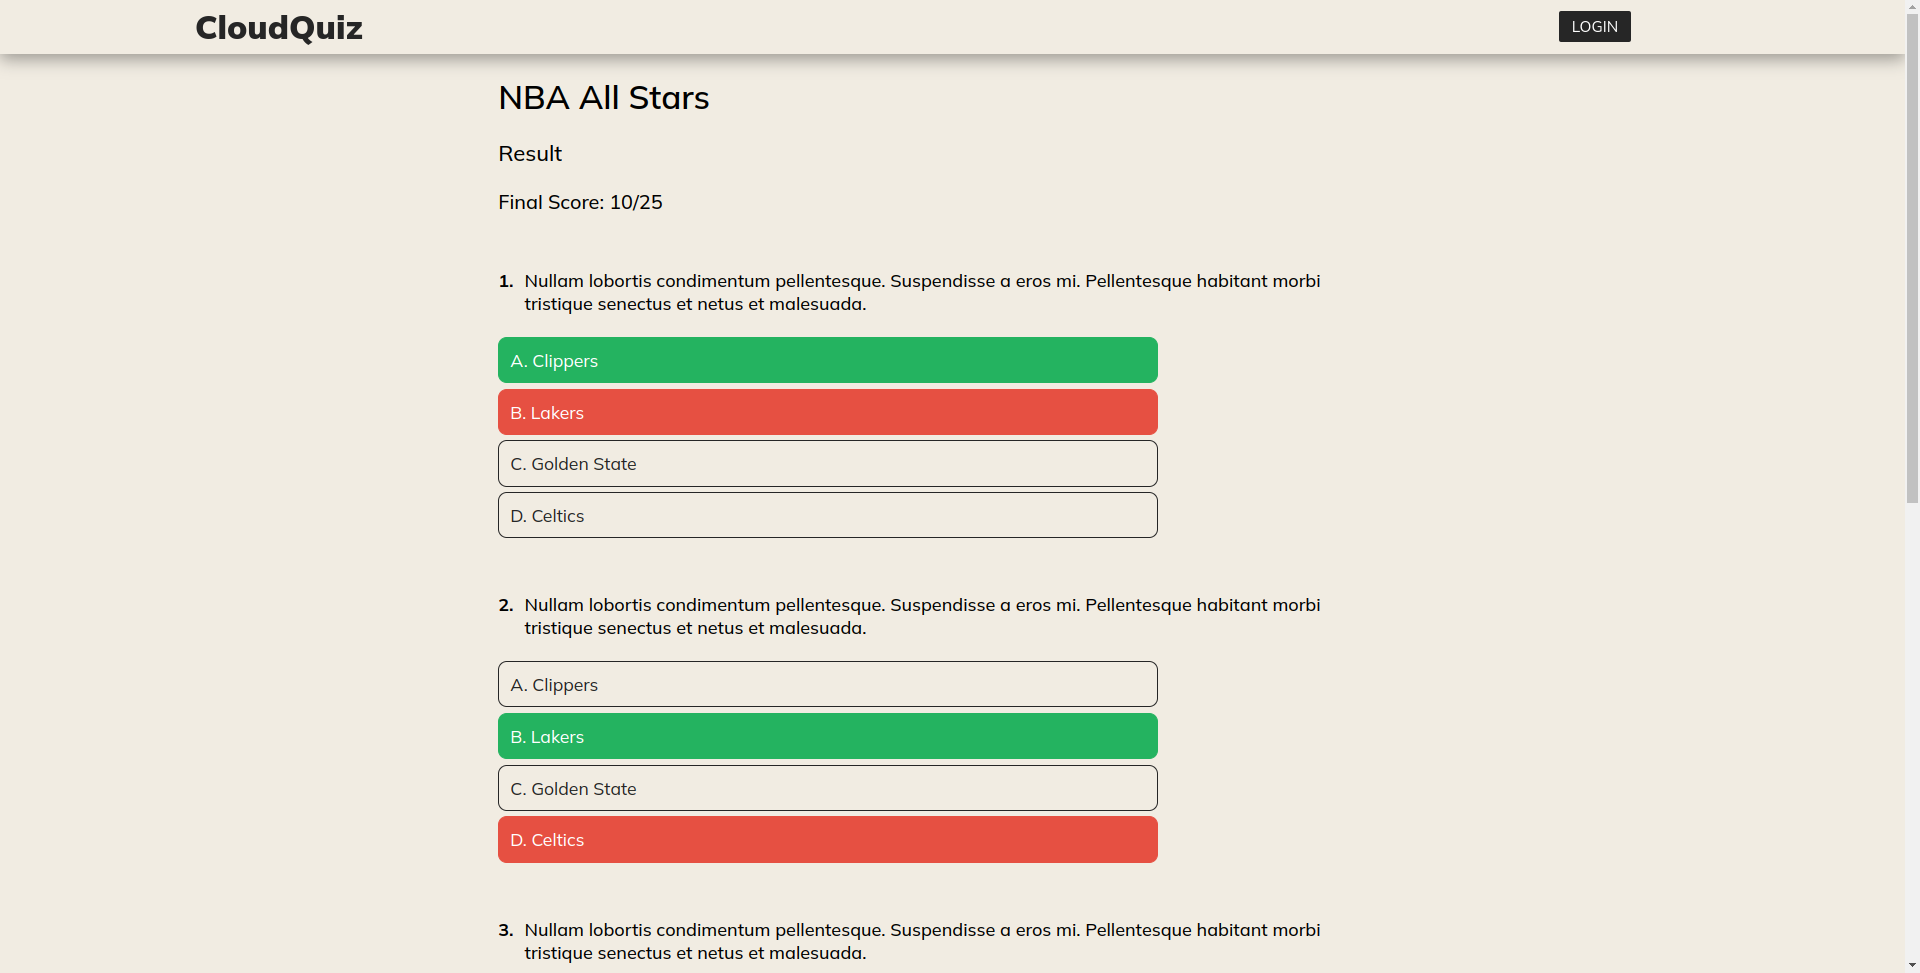 CloudQuiz
LOGIN
NBA All Stars
Result
Final Score: 10/25
1. Nullam lobortis condimentum pellentesque. Suspendisse a eros mi. Pellentesque habitant morbi
tristique senectus et netus et malesuada.
A. Clippers
B. Lakers
C. Golden State
D. Celtics
2. Nullam lobortis condimentum pellentesque. Suspendisse a eros mi. Pellentesque habitant morbi
tristique senectus et netus et malesuada.
A. Clippers
B. Lakers
C. Golden State
D. Celtics
3. Nullam lobortis condimentum pellentesque. Suspendisse a eros mi. Pellentesque habitant morbi
tristique senectus et netus et malesuada.